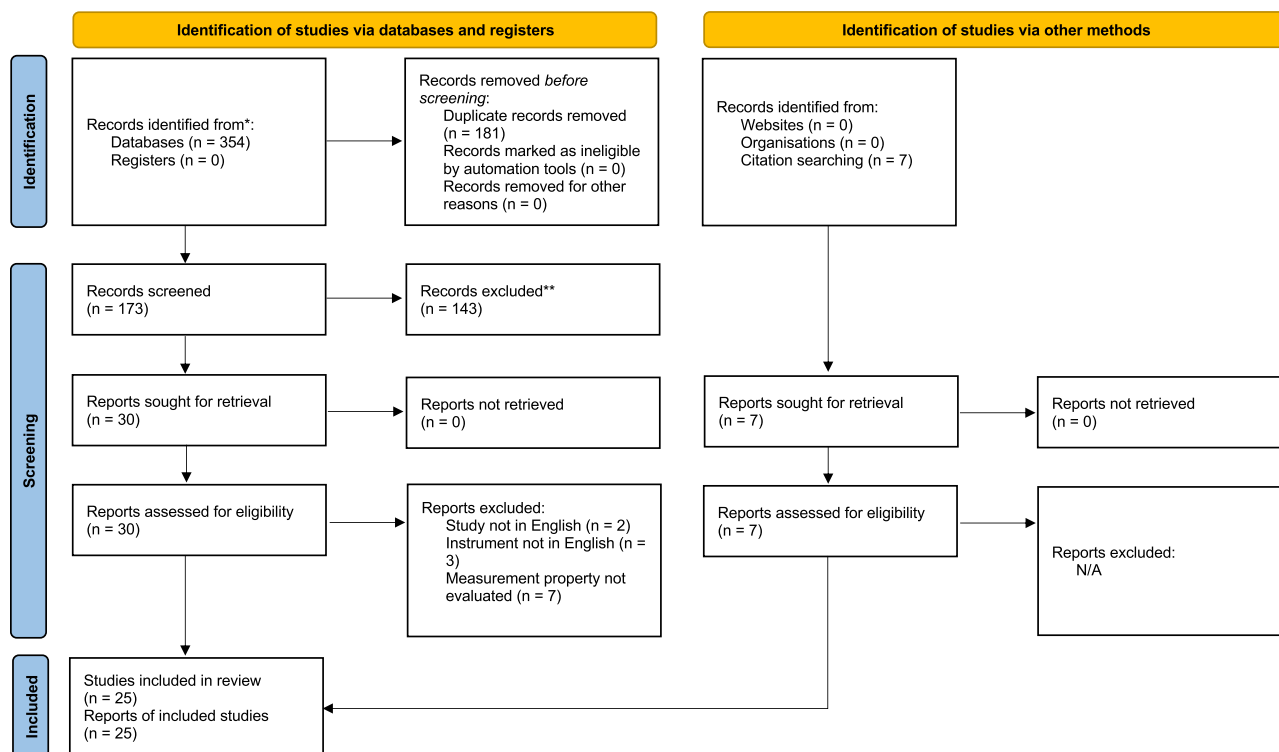 Identification of studies via databases and registers
Identification of studies via other methods
Identification
Records identified from*:
Databases (n = 354)
Registers (n = 0)
Records removed before
screening:
Duplicate records removed
(n = 181)
Records marked as ineligible
by automation tools (n = 0)
Records removed for other
reasons (n = 0)
Records identified from:
Websites (n = 0)
Organisations (n = 0)
Citation searching (n = 7)
Screening
Records screened
(n = 173)
Records excluded**
(n = 143)
Reports sought for retrieval
(n = 30)
Reports not retrieved
(n = 0)
Reports sought for retrieval
(n = 7)
Reports not retrieved
(n = 0)
Reports assessed for eligibility
(n = 30)
Reports excluded:
Study not in English (n = 2)
Instrument not in English (n =
3)
Measurement property not
evaluated (n = 7)
Reports assessed for eligibility
(n = 7)
Reports excluded:
N/A
Included
Studies included in review
(n = 25)
Reports of included studies
(n = 25)